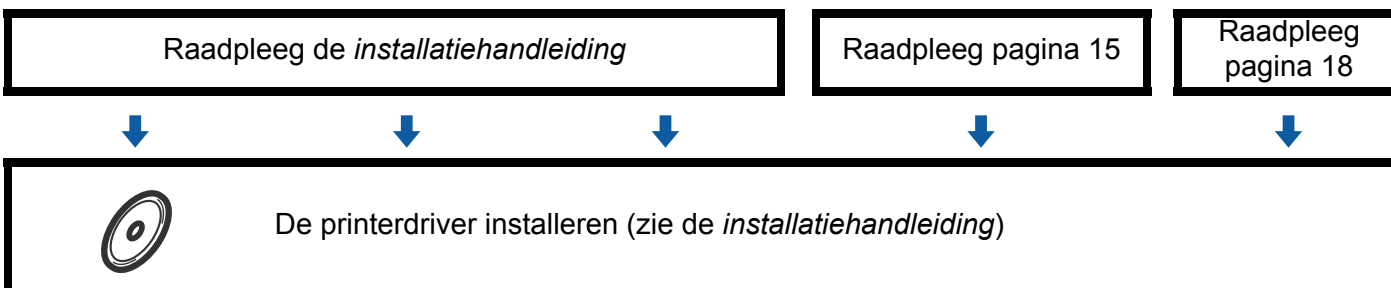 Raadpleeg de installatiehandleiding
Raadpleeg pagina 15
Raadpleeg
pagina 18
De printerdriver installeren (zie de installatiehandleiding)